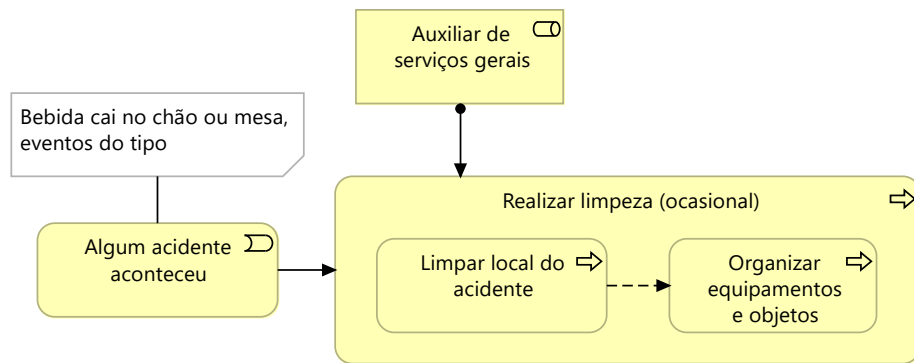 Auxiliar de
serviços gerais
Bebida cai no chão ou mesa,
eventos do tipo
Realizar limpeza (ocasional)
Algum acidente
aconteceu
Limpar local do
acidente
Organizar
equipamentos
e objetos